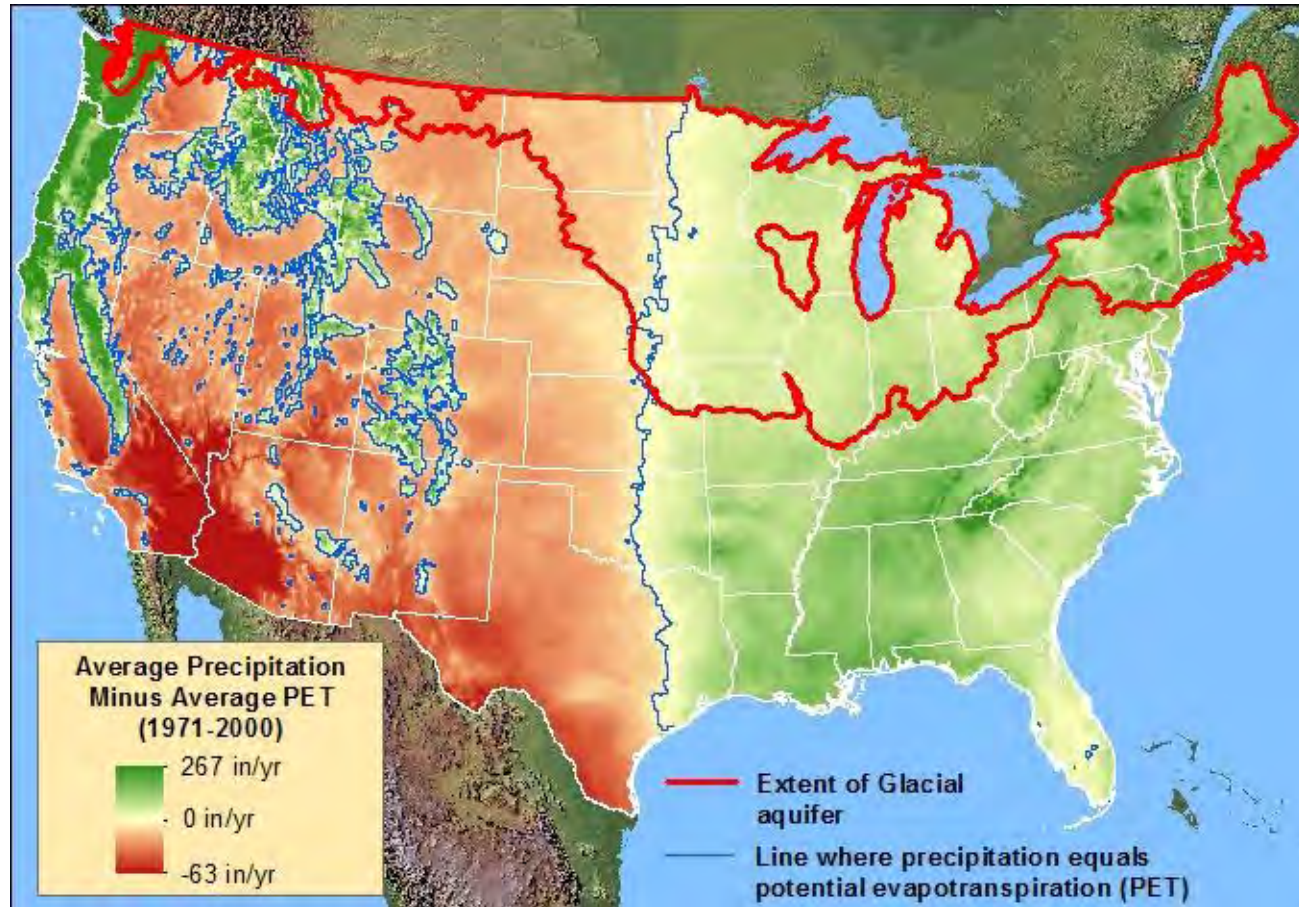 Average Precipitation
Minus Average PET
(1971-2000)
267 in/yr
0 in/yr
-63 in/yr
Extent of Glacial
aquifer
Line where precipitation equals
potential evapotranspiration (PET)